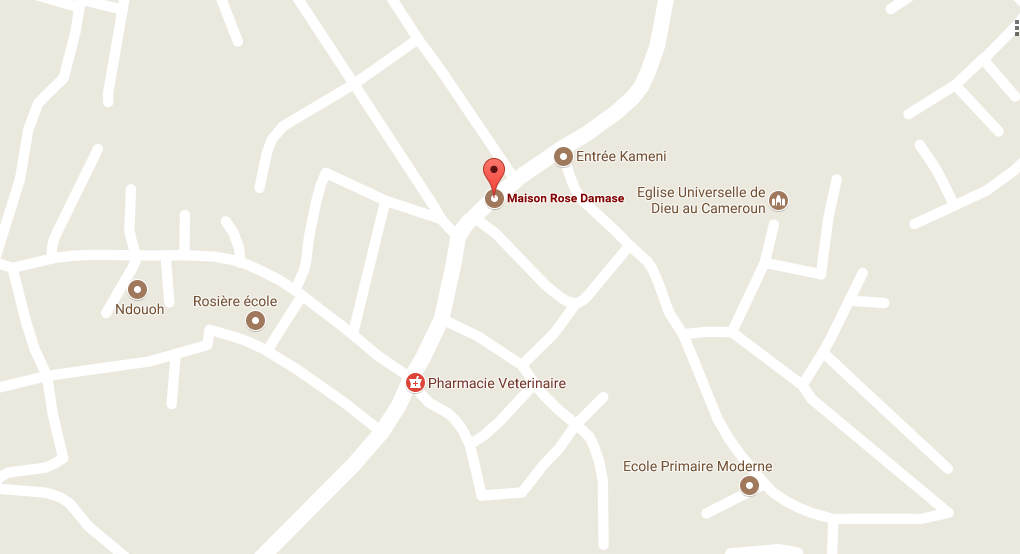 Entrée Kameni
Maison Rose Damase
Eglise Universelle de
Dieu au Cameroun
Ndouoh
Rosière école
Pharmacie Veterinaire
Ecole Primaire Moderne